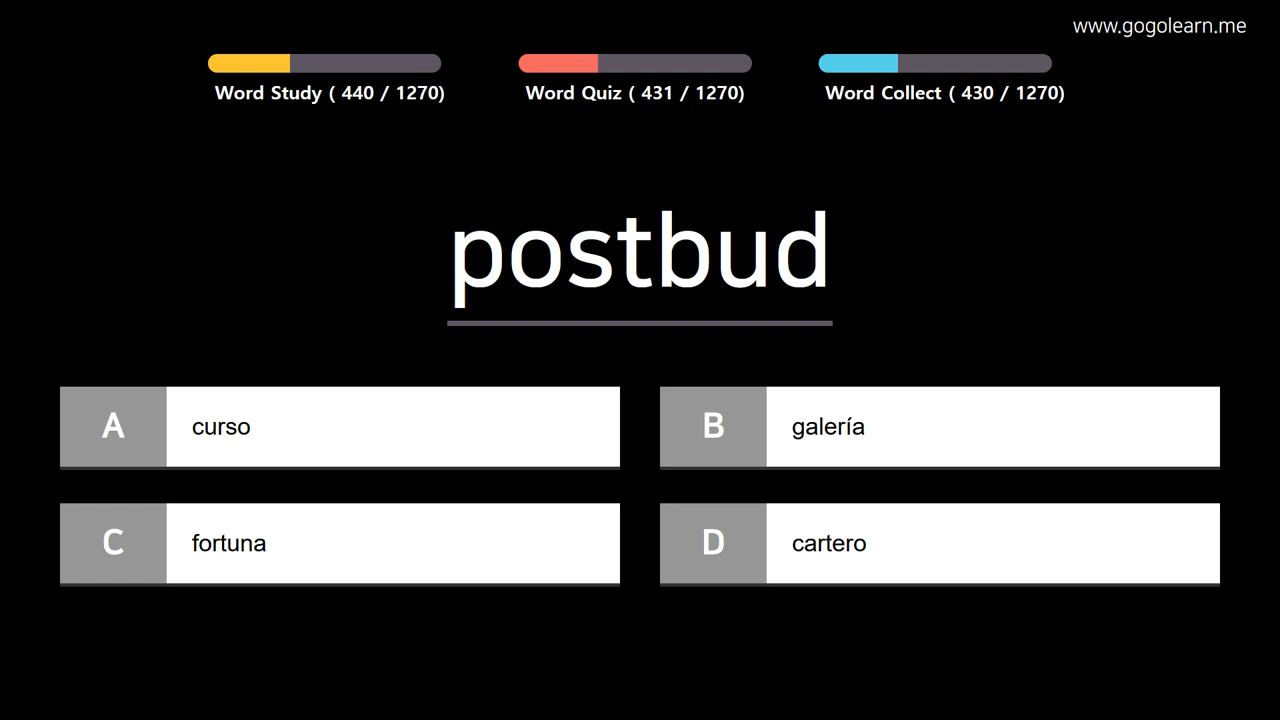 www.gogolearn.me
Word Study ( 440 / 1270)
Word Quiz ( 431 / 1270)
Word Collect ( 430 / 1270)
postbud
A curso
B galería
C fortuna
D cartero